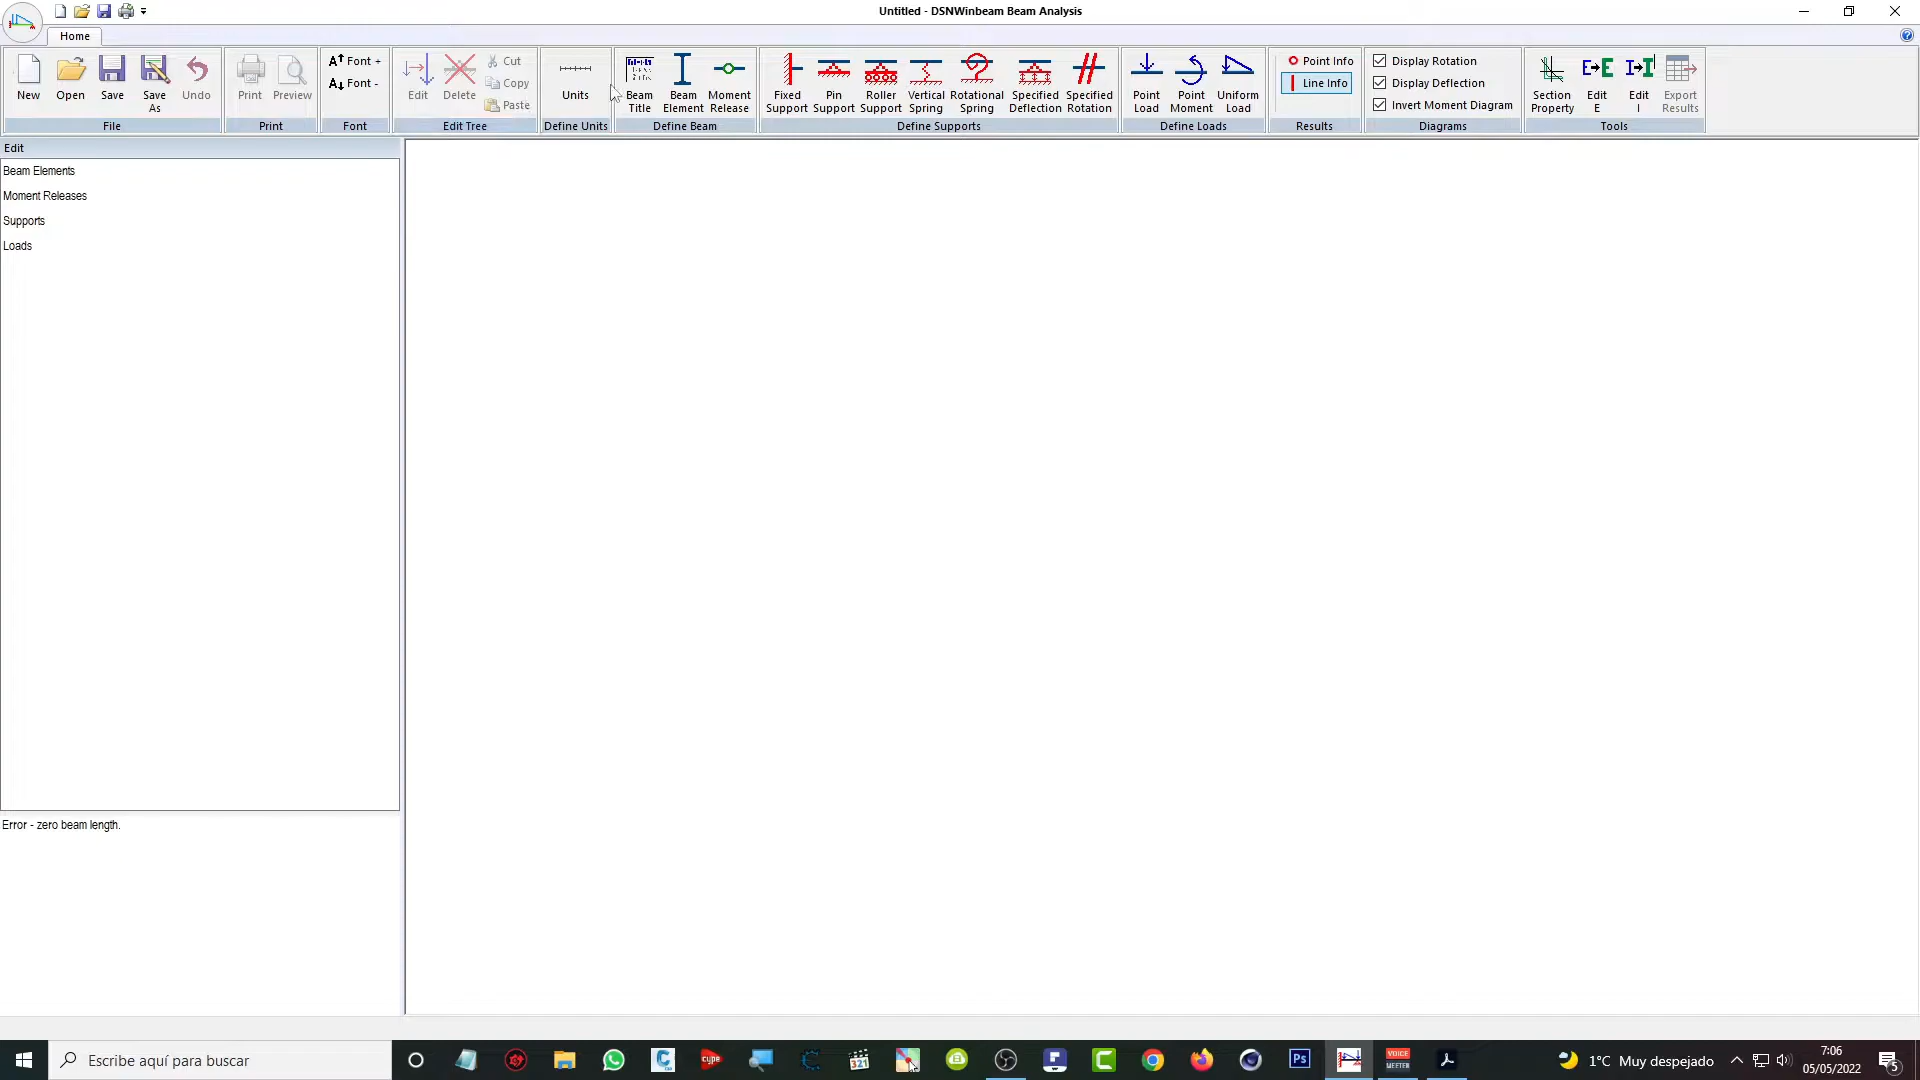 Untitled - DSNWinbeam Beam Analysis
Home
New
Open
Save
Save As
Undo
Print
Preview
Font +
Font -
Edit
Delete
Cut
Copy
Paste
Units
Beam Title
Beam Element
Moment Release
Fixed Support
Pin Support
Roller Support
Vertical Spring
Rotational Spring
Specified Deflection
Specified Rotation
Point Load
Point Moment
Uniform Load
Point Info
Line Info
Display Rotation
Display Deflection
Invert Moment Diagram
Section Property
Edit E
Edit I
Export Results
File
Print
Font
Edit Tree
Define Units
Define Beam
Define Supports
Define Loads
Results
Diagrams
Tools
Edit
Beam Elements
Moment Releases
Supports
Loads
Error - zero beam length.
Escribe aquí para buscar
1°C Muy despejado
7:06
05/05/2022
5